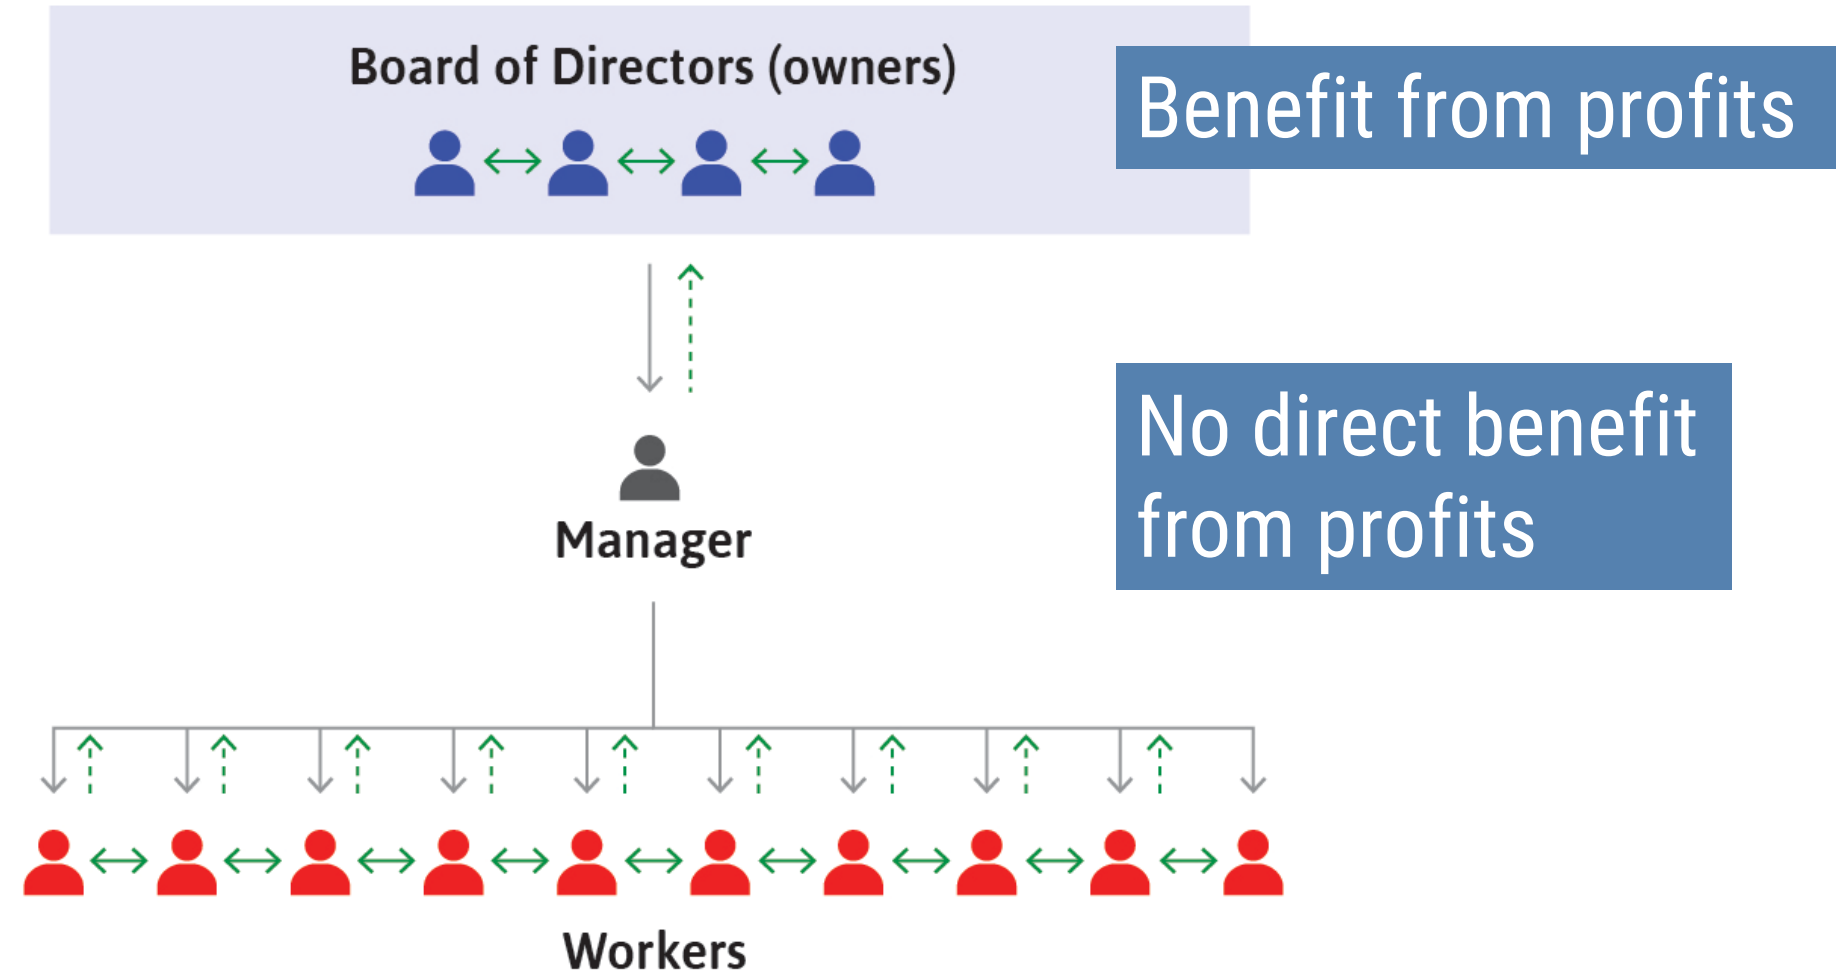 Board of Directors (owners)
Benefit from profits
No direct benefit
from profits
Manager
Workers